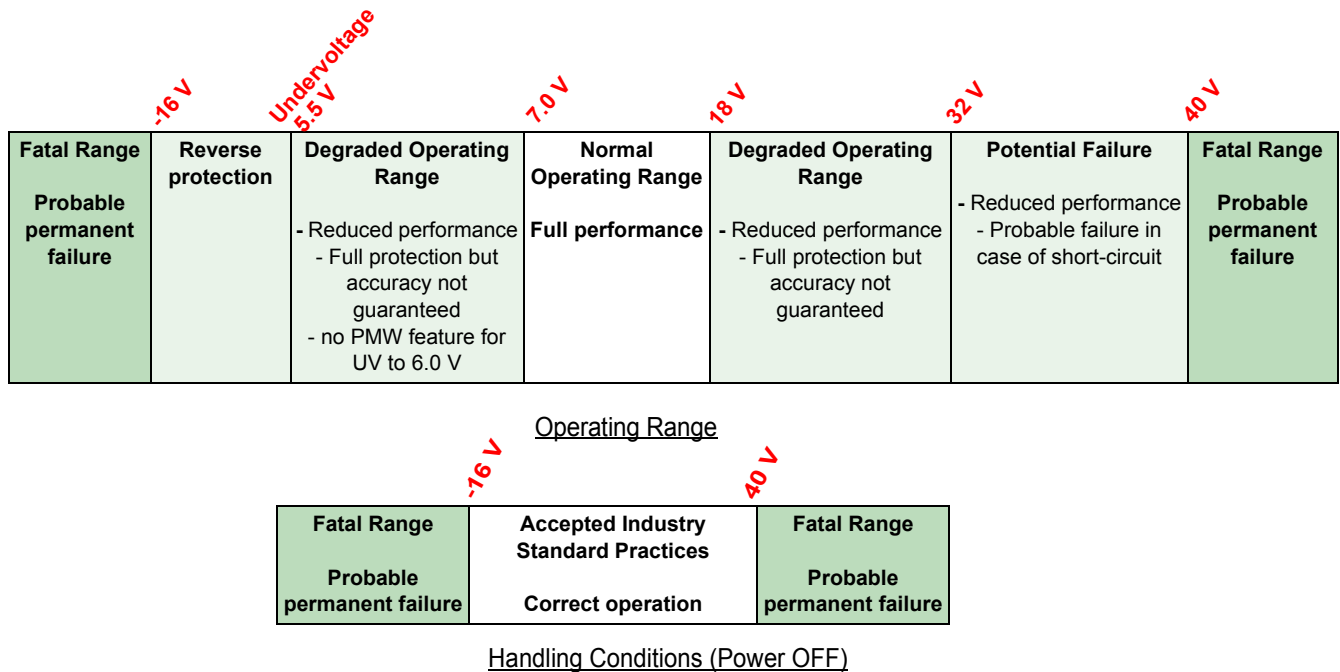 -16 V
Undervoltage
5.5 V
7.0 V
18 V
32 V
40 V
Fatal Range
Probable
permanent
failure
Reverse
protection
Degraded Operating
Range
- Reduced performance
- Full protection but
accuracy not
guaranteed
- no PMW feature for
UV to 6.0 V
Normal
Operating Range
Full performance
Degraded Operating
Range
- Reduced performance
- Full protection but
accuracy not
guaranteed
Potential Failure
- Reduced performance
- Probable failure in
case of short-circuit
Fatal Range
Probable
permanent
failure
Operating Range
-16 V
40 V
Fatal Range
Probable
permanent failure
Accepted Industry
Standard Practices
Correct operation
Fatal Range
Probable
permanent failure
Handling Conditions (Power OFF)